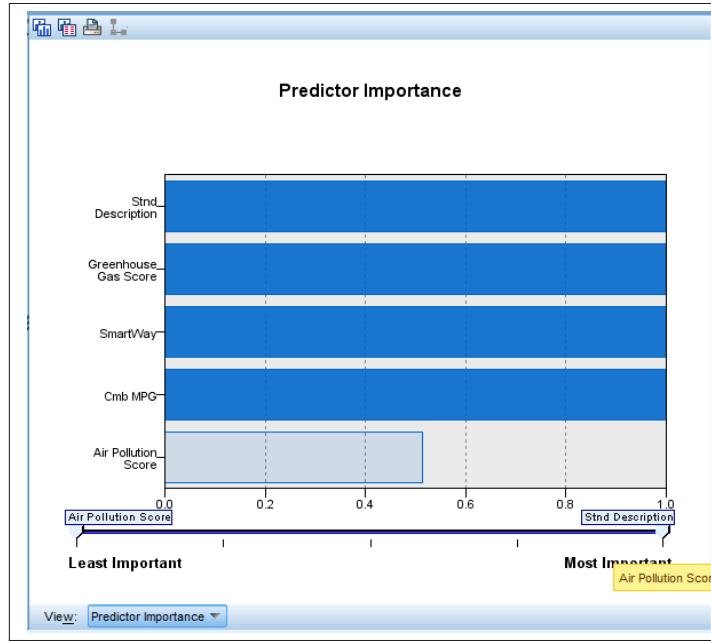 Predictor Importance
Stnd
Description
Greenhouse
Gas Score
SmartWay
Cmb MPG
Air Pollution
Score
0.0 0.2 0.4 0.6 0.8 1.0
Air Pollution Score Stnd Description
Least Important Most Important
Air Pollution Scor
View: Predictor Importance